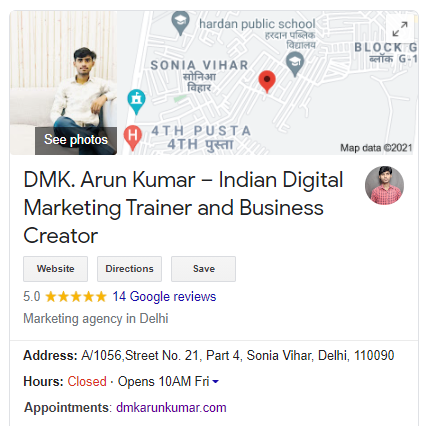 hardan public school
हरदान पब्लिक
विद्यालय
BLOCK G
ब्लॉक G-1
SONIA VIHAR
सोनिआ
विहार
4TH PUSTA
4TH पुस्ता
See photos
Map data ©2021
DMK. Arun Kumar – Indian Digital
Marketing Trainer and Business
Creator
Website
Directions
Save
5.0 ★★★★★ 14 Google reviews
Marketing agency in Delhi
Address: A/1056,Street No. 21, Part 4, Sonia Vihar, Delhi, 110090
Hours: Closed · Opens 10AM Fri
Appointments: dmkarunkumar.com